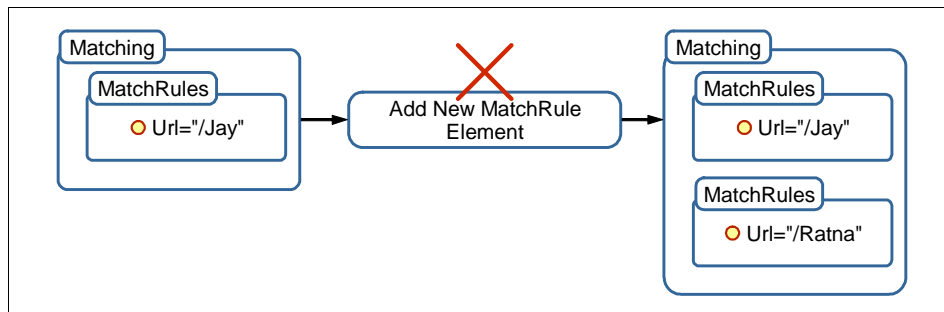 Matching
MatchRules
Url="/Jay"
Add New MatchRule
Element
Matching
MatchRules
Url="/Jay"
MatchRules
Url="/Ratna"